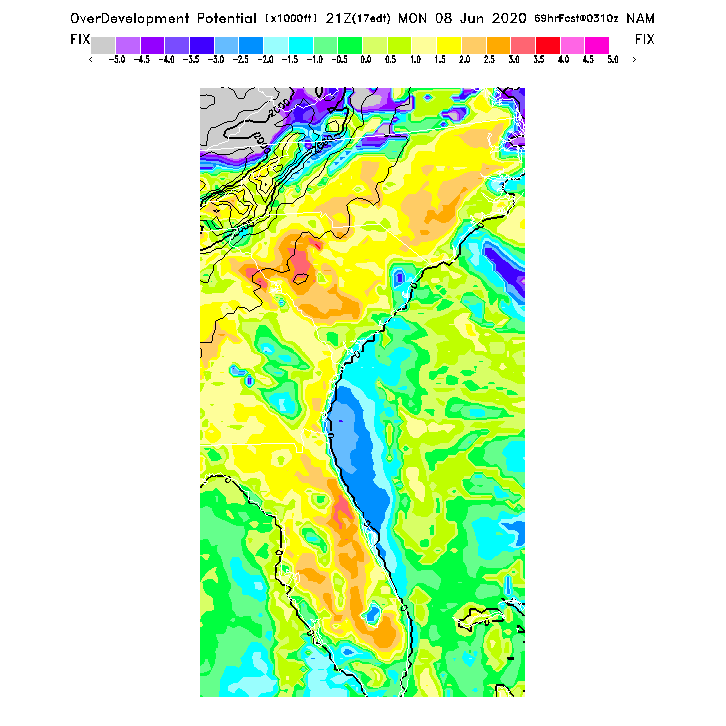 OverDevelopment Potential [x1000ft] 21Z(17edt) MON 08 Jun 2020 69hrFcst@0310z NAM
FIX FIX
< -5.0 -4.5 -4.0 -3.5 -3.0 -2.5 -2.0 -1.5 -1.0 -0.5 0.0 0.5 1.0 1.5 2.0 2.5 3.0 3.5 4.0 4.5 5.0 >